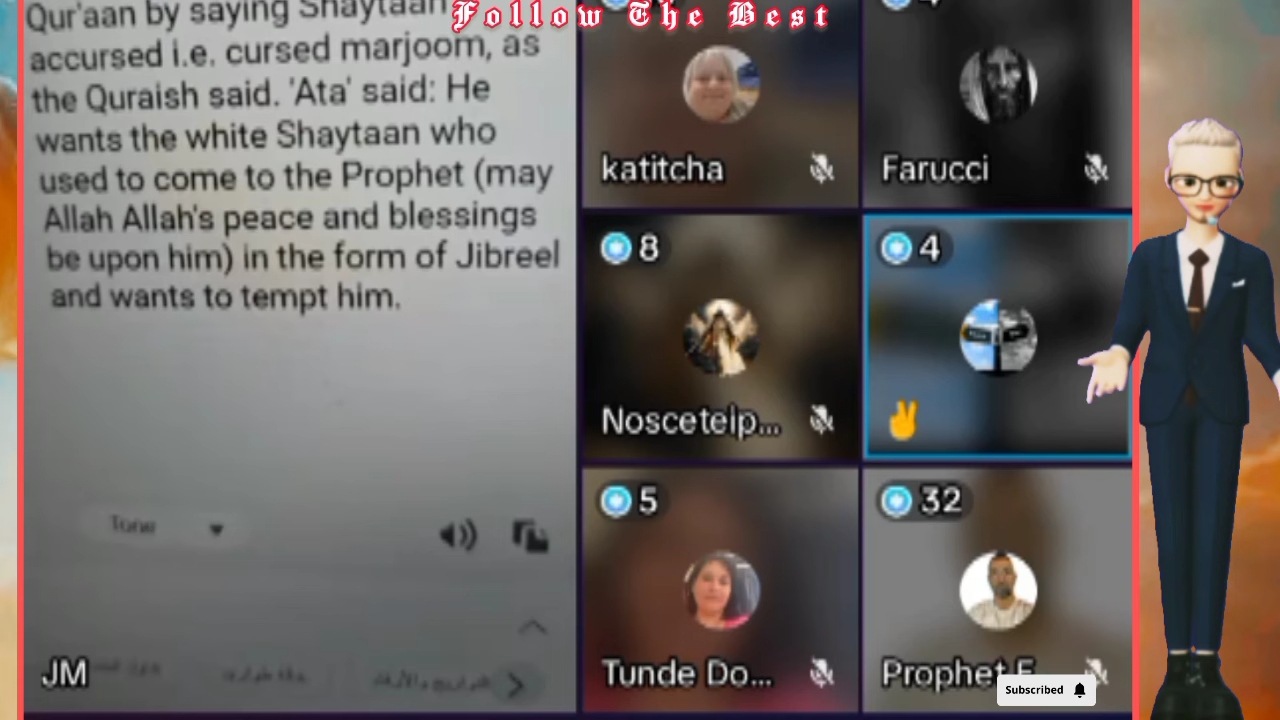 Follow The Best
Qur'aan by saying Shaytaan
accursed i.e. cursed marjoom, as
the Quraish said. 'Ata' said: He
wants the white Shaytaan who
used to come to the Prophet (may
Allah Allah's peace and blessings
be upon him) in the form of Jibreel
and wants to tempt him.
Tone
JM
katitcha
Farucci
8
4
Nosceteip...
5
32
Tunde Do...
Prophet
Subscribed